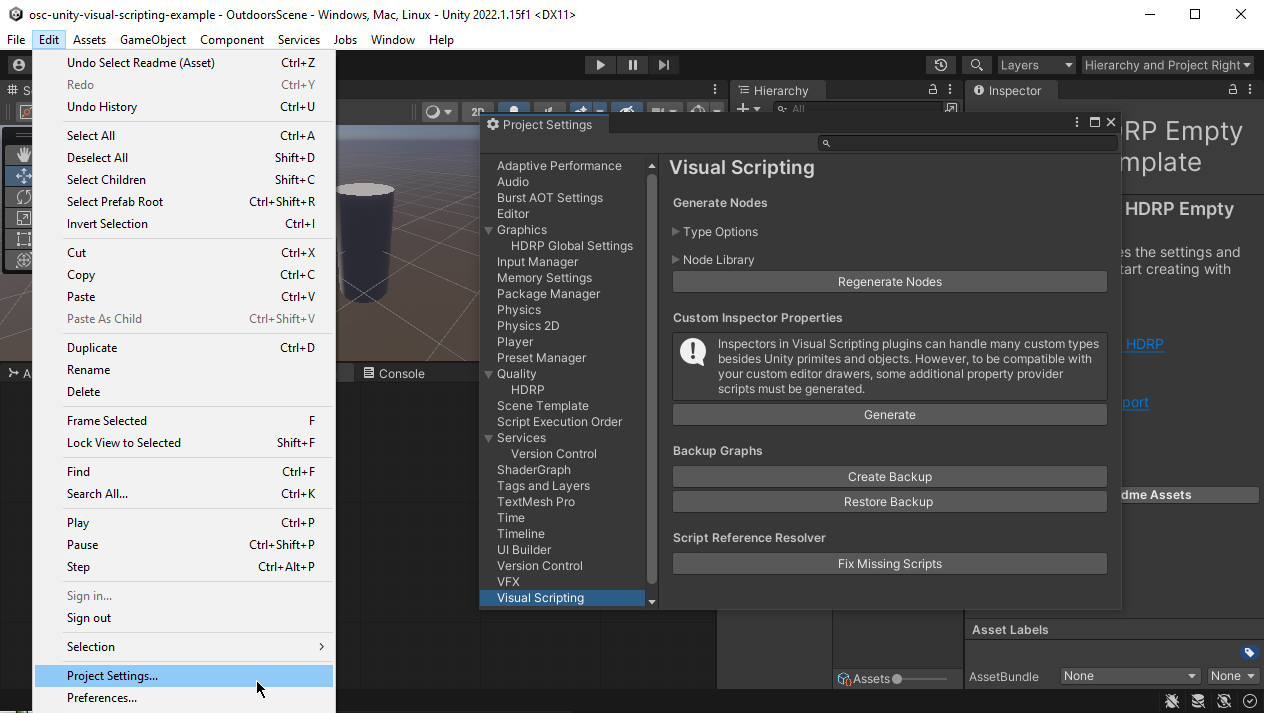 osc-unity-visual-scripting-example - OutdoorsScene - Windows, Mac, Linux - Unity 2022.1.15f1 <DX11>
File Edit Assets GameObject Component Services Jobs Window Help
Layers Hierarchy and Project Right
Undo Select Readme (Asset) Ctrl+Z
Redo Ctrl+Y
Undo History Ctrl+U
Select All Ctrl+A
Deselect All Shift+D
Select Children Shift+C
Select Prefab Root Ctrl+Shift+R
Invert Selection Ctrl+I
Cut Ctrl+X
Copy Ctrl+C
Paste Ctrl+V
Paste As Child Ctrl+Shift+V
Duplicate Ctrl+D
Rename
Delete
Frame Selected F
Lock View to Selected Shift+F
Find Ctrl+F
Search All... Ctrl+K
Play Ctrl+P
Pause Ctrl+Shift+P
Step Ctrl+Alt+P
Sign in...
Sign out
Selection
Project Settings...
Preferences...
2D
Console
Hierarchy
All
Project Settings
Adaptive Performance
Audio
Burst AOT Settings
Editor
Graphics
HDRP Global Settings
Input Manager
Memory Settings
Package Manager
Physics
Physics 2D
Player
Preset Manager
Quality
HDRP
Scene Template
Script Execution Order
Services
Version Control
ShaderGraph
Tags and Layers
TextMesh Pro
Time
Timeline
UI Builder
Version Control
VFX
Visual Scripting
Visual Scripting
Generate Nodes
Type Options
Node Library
Regenerate Nodes
Custom Inspector Properties
Inspectors in Visual Scripting plugins can handle many custom types
besides Unity primites and objects. However, to be compatible with
your custom editor drawers, some additional property provider
scripts must be generated.
Generate
Backup Graphs
Create Backup
Restore Backup
Script Reference Resolver
Fix Missing Scripts
Inspector
DRP Empty
mplate
HDRP Empty
es the settings and
tart creating with
HDRP
port
dme Assets
Assets
Asset Labels
AssetBundle None None